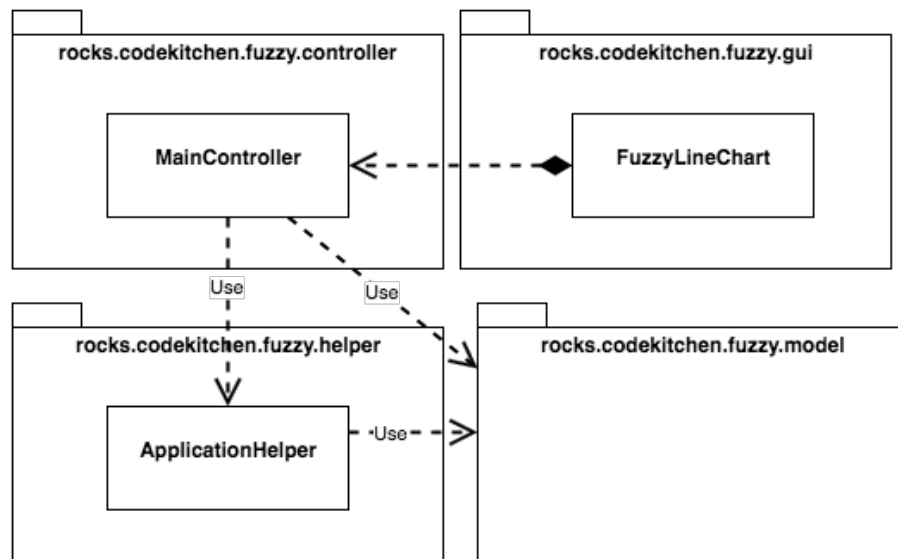 rocks.codekitchen.fuzzy.controller
rocks.codekitchen.fuzzy.gui
MainController
FuzzyLineChart
Use
Use
rocks.codekitchen.fuzzy.helper
rocks.codekitchen.fuzzy.model
ApplicationHelper
Use